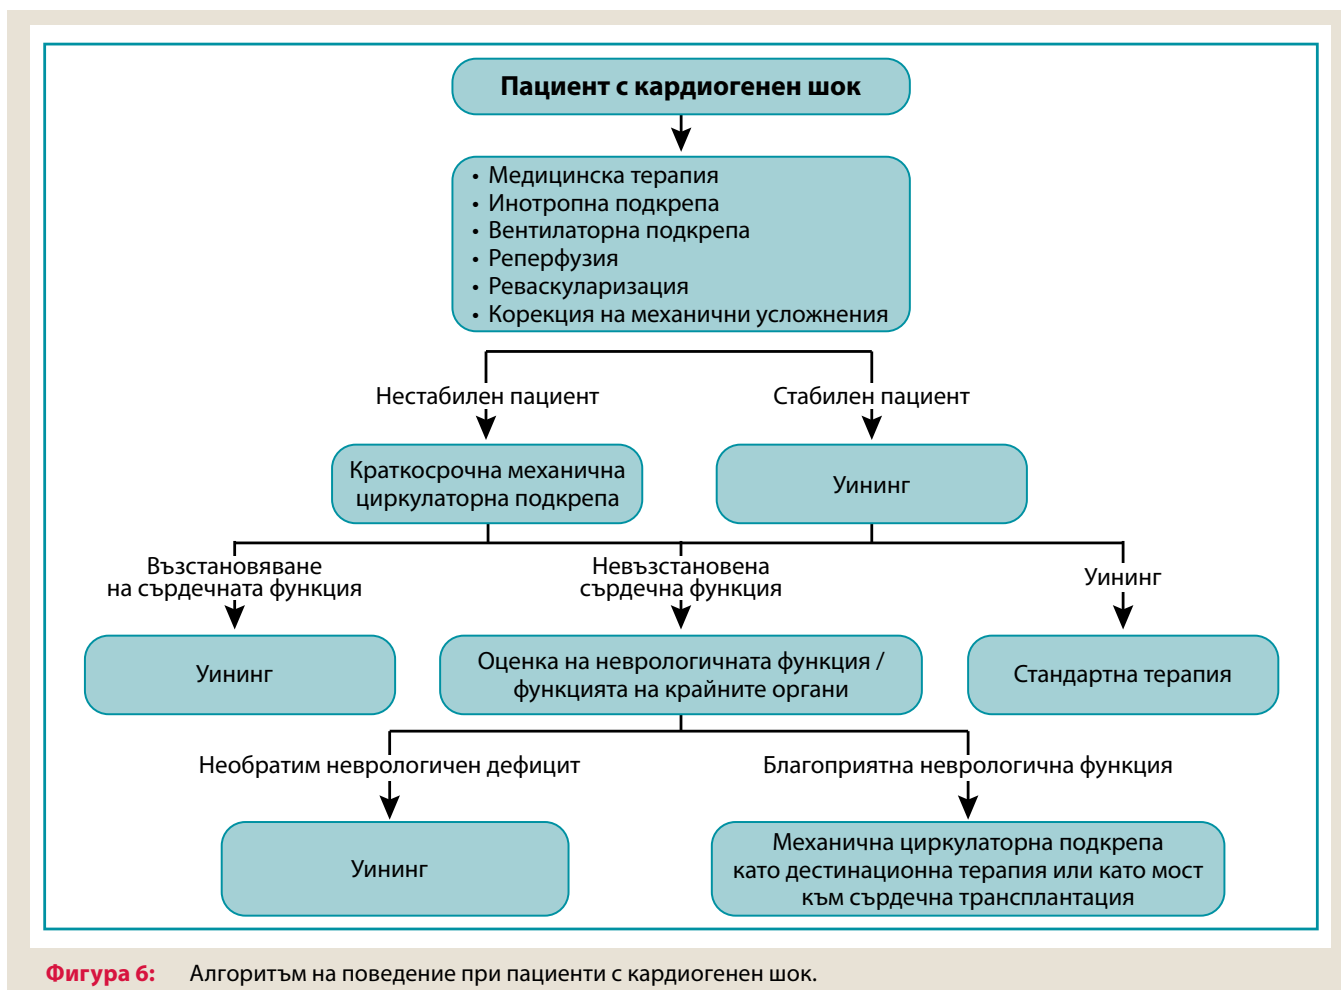 Пациент с кардиогенен шок
• Медицинска терапия
• Инотропна подкрепа
• Вентилаторна подкрепа
• Реперфузия
• Реваскуларизация
• Корекция на механични усложнения
Нестабилен пациент
Стабилен пациент
Краткосрочна механична
циркулаторна подкрепа
Уининг
Възстановяване
на сърдечната функция
Невъзстановена
сърдечна функция
Уининг
Уининг
Оценка на неврологичната функция /
функцията на крайните органи
Стандартна терапия
Необратим неврологичен дефицит
Благоприятна неврологична функция
Уининг
Механична циркулаторна подкрепа
като дестинационна терапия или като мост
към сърдечна трансплантация
Фигура 6: Алгоритъм на поведение при пациенти с кардиогенен шок.